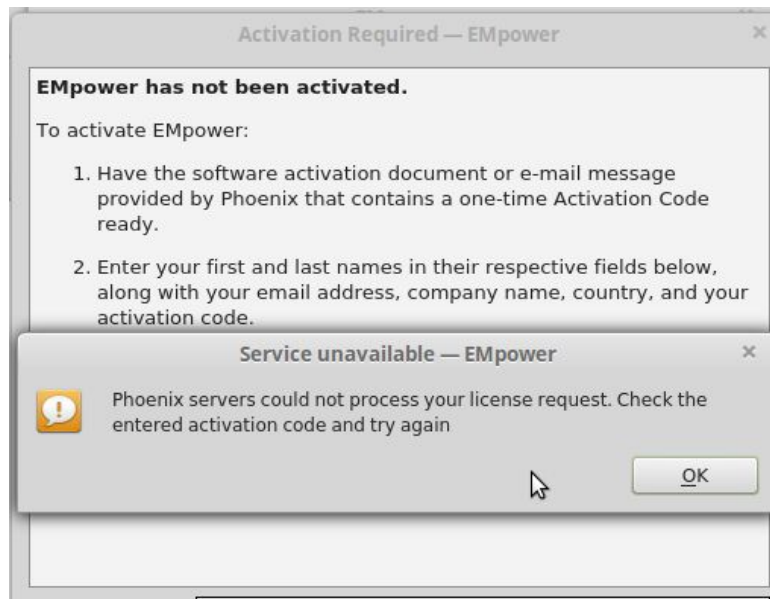 Activation Required — EMpower
EMpower has not been activated.
To activate EMpower:
1. Have the software activation document or e-mail message
provided by Phoenix that contains a one-time Activation Code
ready.
2. Enter your first and last names in their respective fields below,
along with your email address, company name, country, and your
activation code.
Service unavailable — EMpower
Phoenix servers could not process your license request. Check the
entered activation code and try again
OK